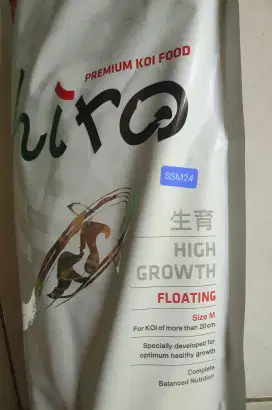 PREMIUM KOI FOOD
hiro
SSM24
生育
HIGH
GROWTH
FLOATING
Size M
For KOI of more than 20 cm
Specially developed for
optimum healthy growth
Complete
Balanced Nutrition